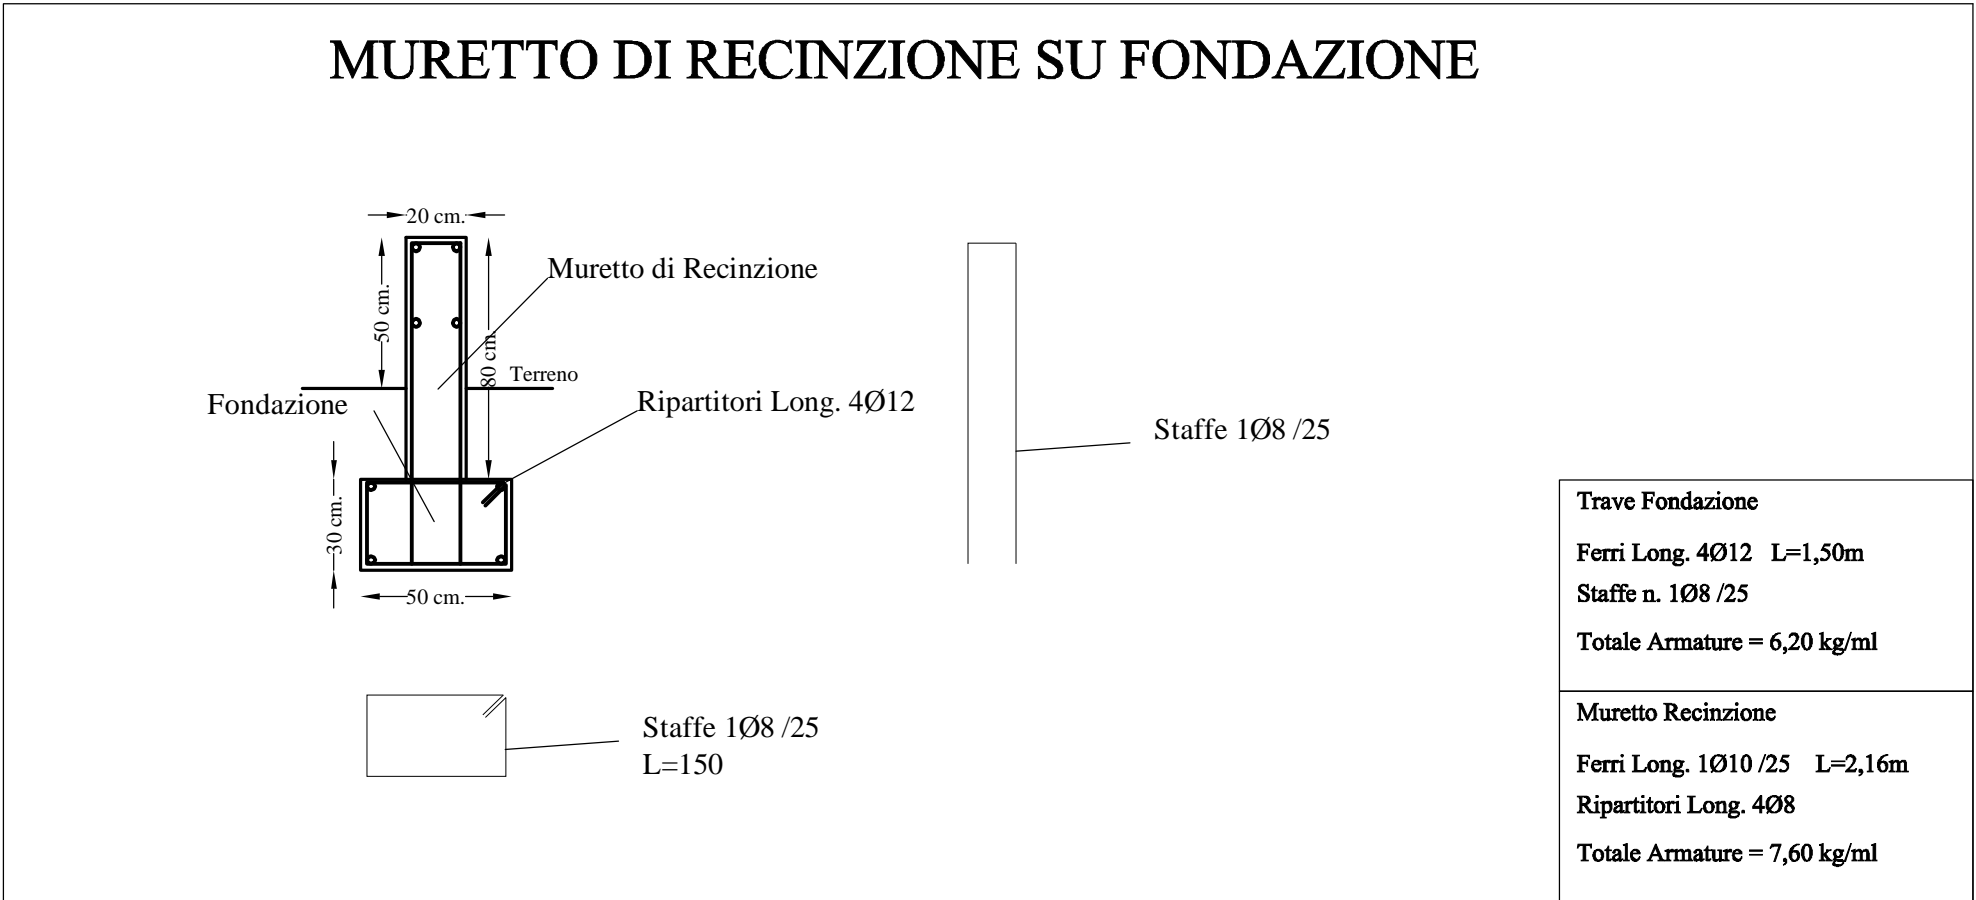 MURETTO DI RECINZIONE SU FONDAZIONE
20 cm.
Muretto di Recinzione
50 cm.
80 cm.
Terreno
Fondazione
Ripartitori Long. 4Ø12
Staffe 1Ø8 /25
30 cm.
50 cm.
Staffe 1Ø8 /25
L=150
Trave Fondazione
Ferri Long. 4Ø12 L=1,50m
Staffe n. 1Ø8 /25
Totale Armature = 6,20 kg/ml
Muretto Recinzione
Ferri Long. 1Ø10 /25 L=2,16m
Ripartitori Long. 4Ø8
Totale Armature = 7,60 kg/ml